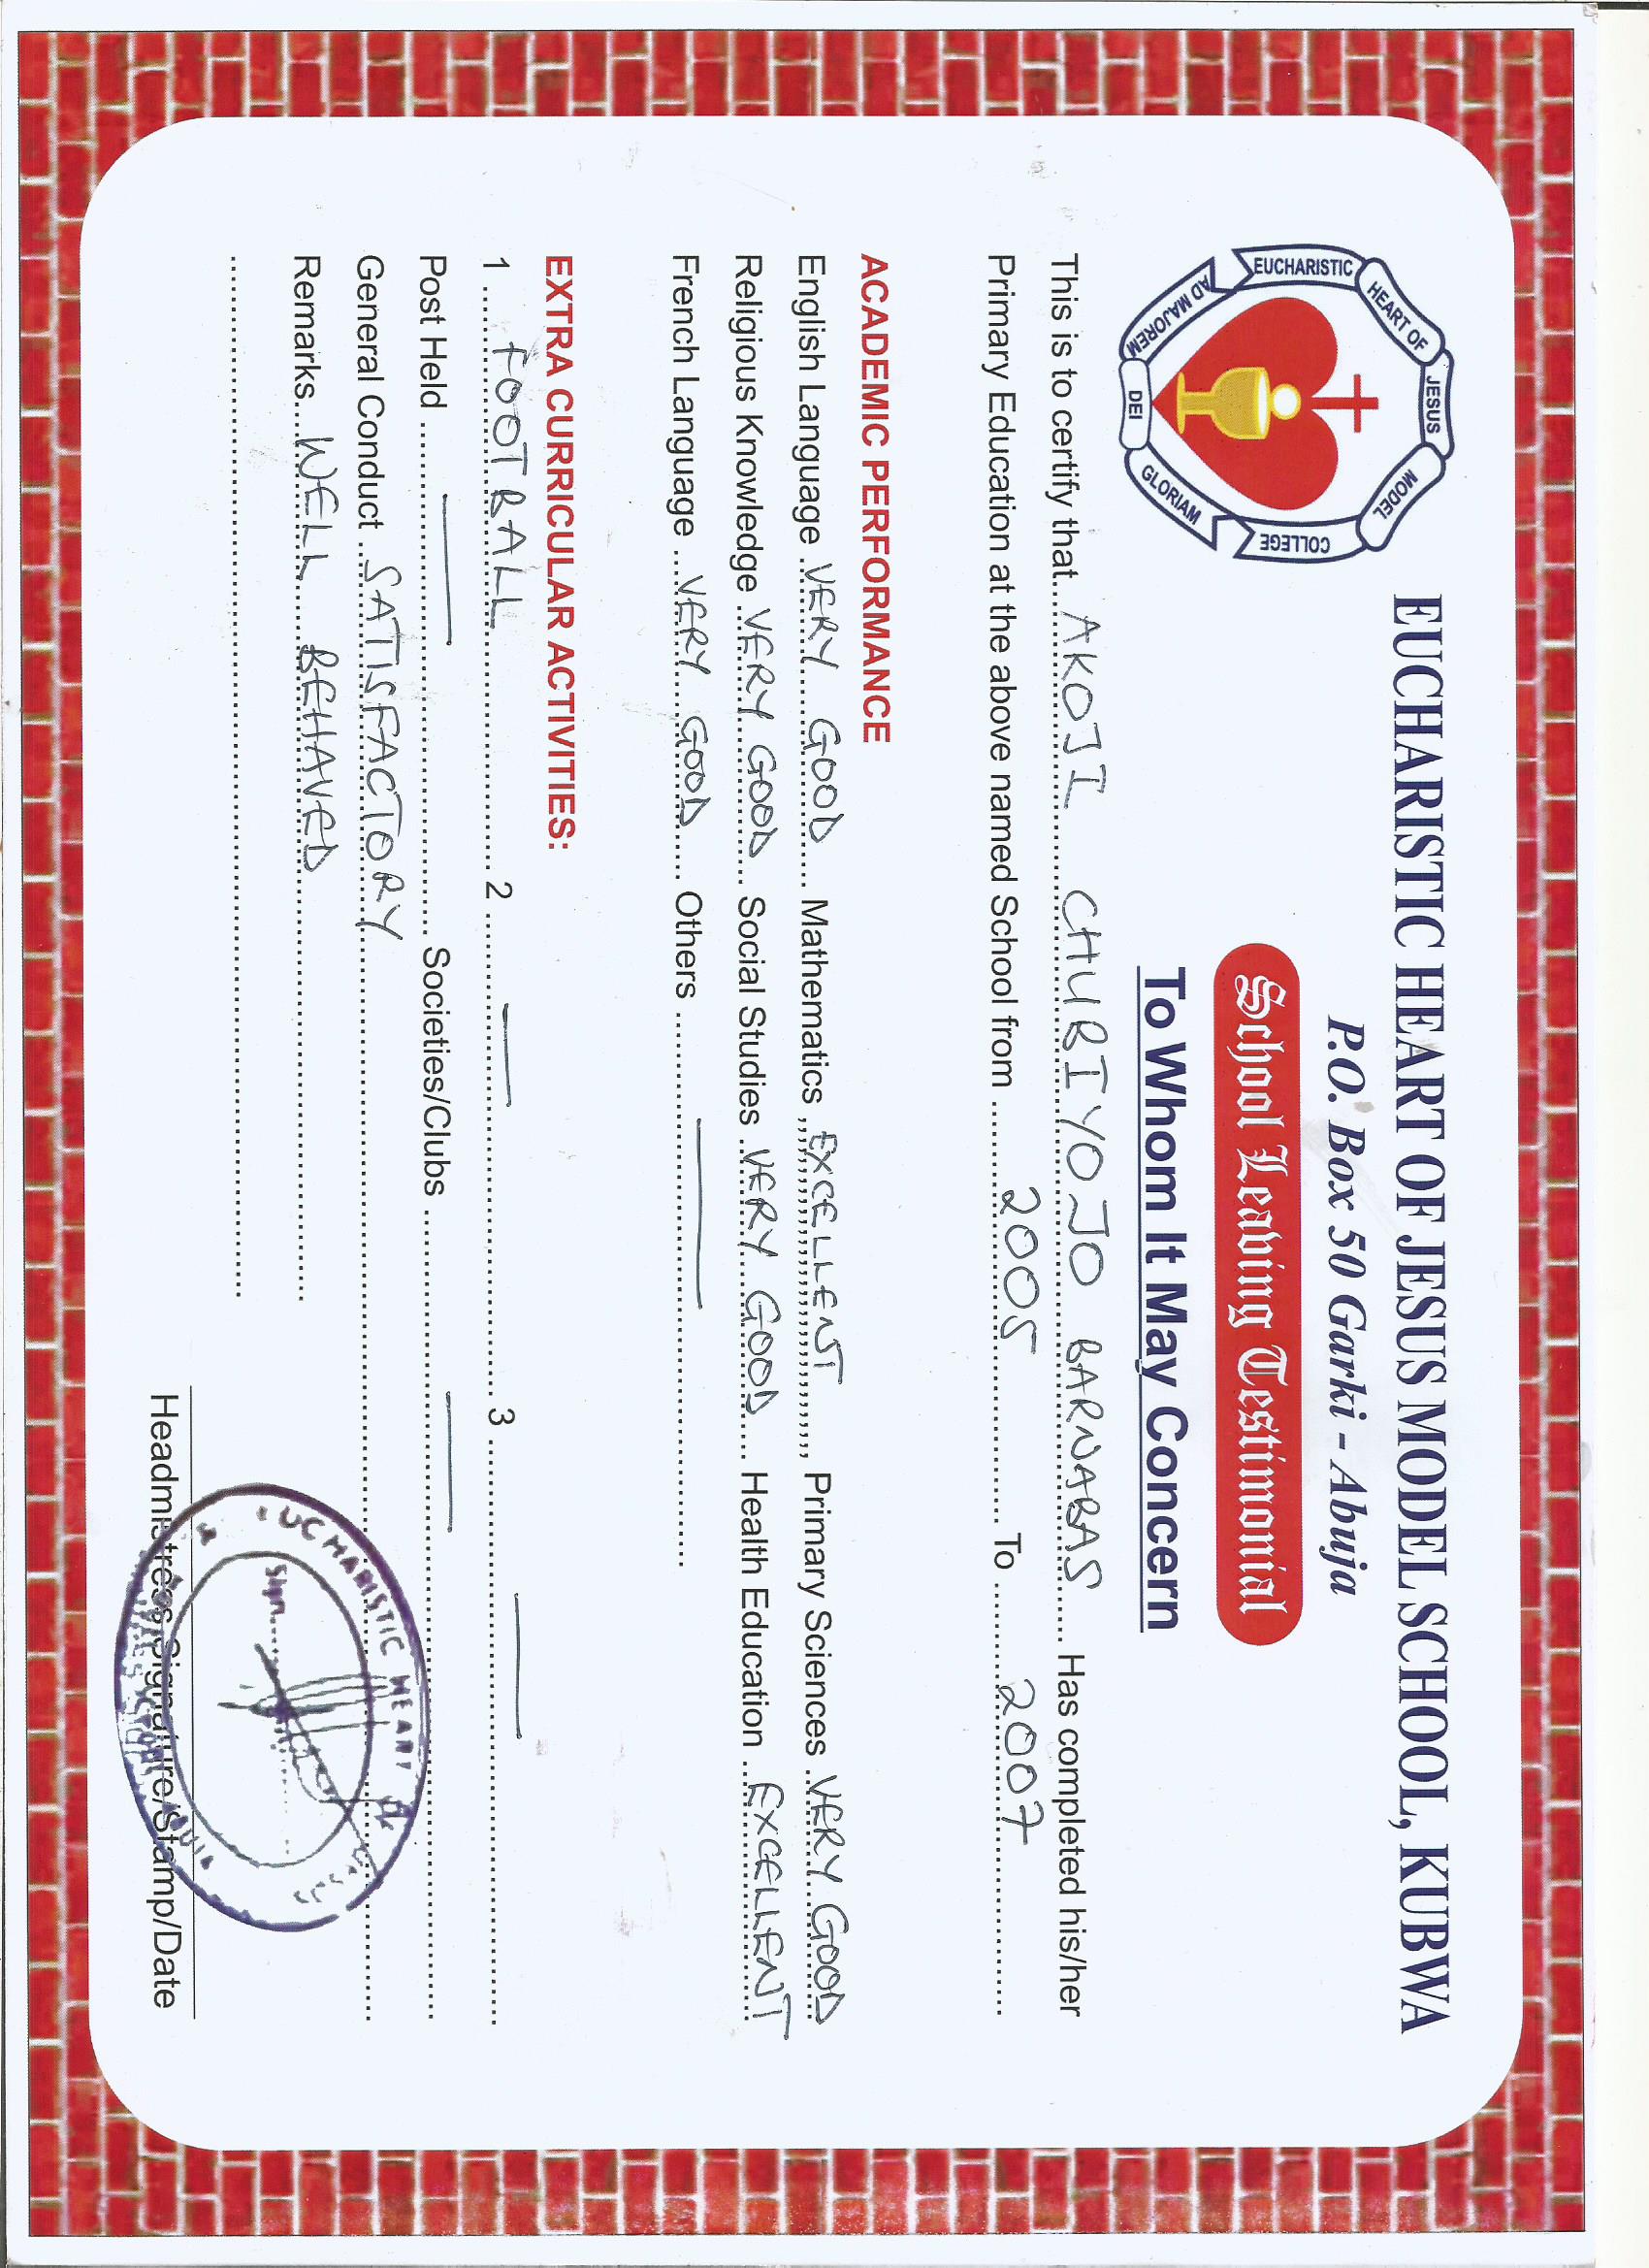 EUCHARISTIC HEART OF JESUS MODEL COLLEGE
AD MAJOREM DEI GLORIAM
EUCHARISTIC HEART OF JESUS MODEL SCHOOL, KUBWA
P.O. Box 50 Garki - Abuja
School Leaving Testimonial
To Whom It May Concern
This is to certify that AKOJI CHURIYOJO BARNABAS Has completed his/her
Primary Education at the above named School from 2005 To 2007
ACADEMIC PERFORMANCE
English Language VERY GOOD Mathematics EXCELLENT Primary Sciences VERY GOOD
Religious Knowledge VERY GOOD Social Studies VERY GOOD Health Education EXCELLENT
French Language VERY GOOD Others —
EXTRA CURRICULAR ACTIVITIES:
1 FOOTBALL 2 — 3 —
Post Held — Societies/Clubs —
General Conduct SATISFACTORY
Remarks WELL BEHAVED
EUCHARISTIC HEART
Sign
Headmistress Signature/Stamp/Date